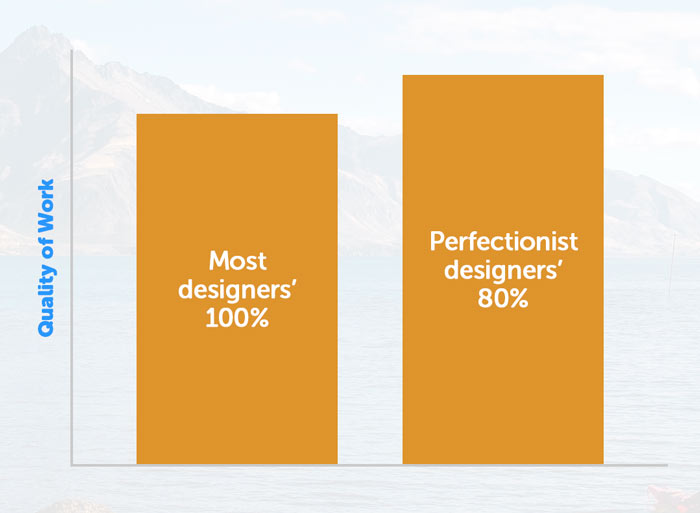 Quality of Work
Most
designers’
100%
Perfectionist
designers’
80%